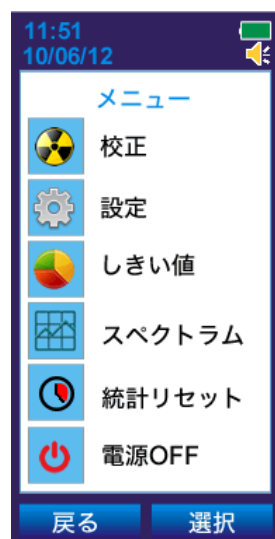 11:51
10/06/12
メニュー
校正
設定
しきい値
スペクトラム
統計リセット
電源OFF
戻る 選択